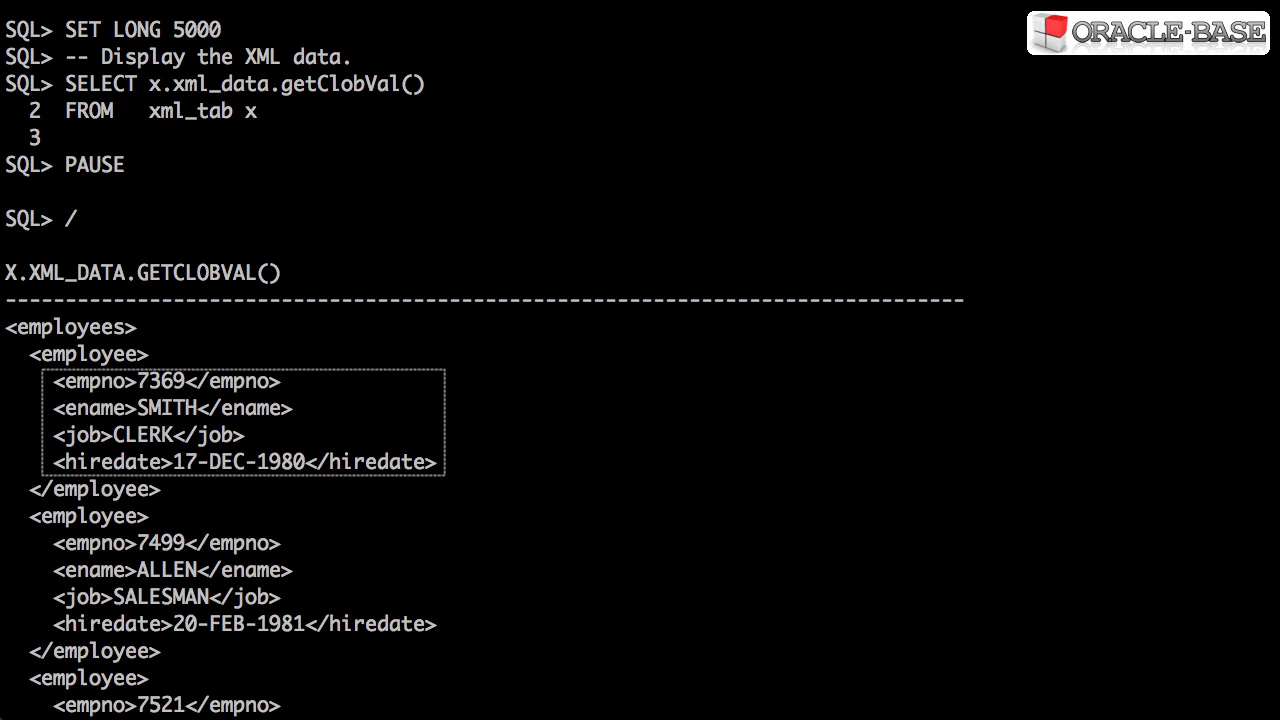 SQL> SET LONG 5000
SQL> -- Display the XML data.
SQL> SELECT x.xml_data.getClobVal()
  2  FROM   xml_tab x
  3
SQL> PAUSE
SQL> /
X.XML_DATA.GETCLOBVAL()
--------------------------------------------------------------------------------
<employees>
  <employee>
    <empno>7369</empno>
    <ename>SMITH</ename>
    <job>CLERK</job>
    <hiredate>17-DEC-1980</hiredate>
  </employee>
  <employee>
    <empno>7499</empno>
    <ename>ALLEN</ename>
    <job>SALESMAN</job>
    <hiredate>20-FEB-1981</hiredate>
  </employee>
  <employee>
    <empno>7521</empno>
ORACLE-BASE